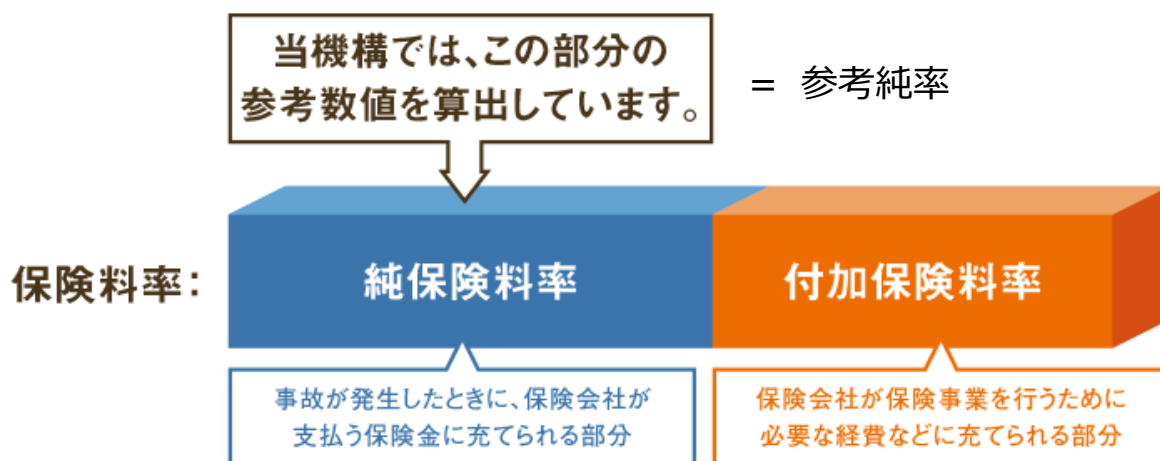 当機構では、この部分の
参考数値を算出しています。
= 参考純率
保険料率:
純保険料率
付加保険料率
事故が発生したときに、保険会社が
支払う保険金に充てられる部分
保険会社が保険事業を行うために
必要な経費などに充てられる部分